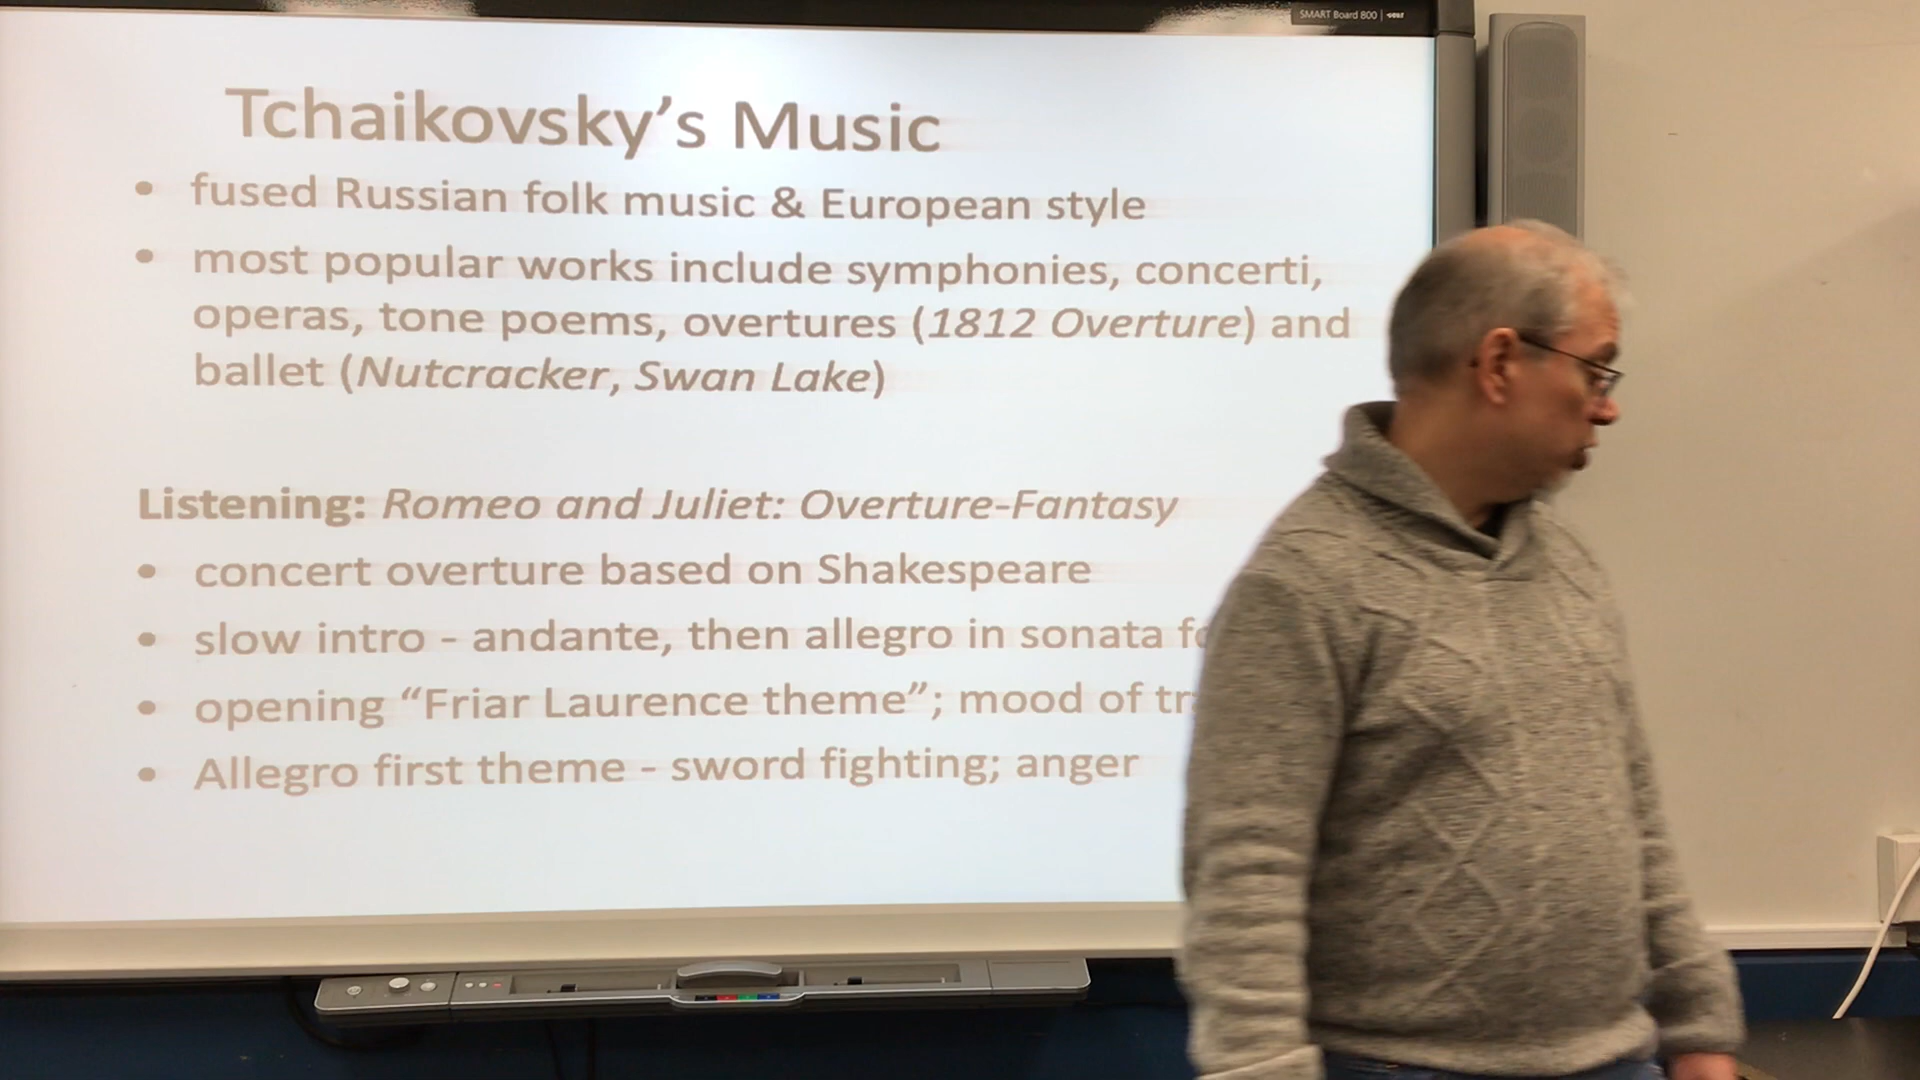 SMART Board 800
Tchaikovsky's Music
• fused Russian folk music & European style
• most popular works include symphonies, concerti,
operas, tone poems, overtures (1812 Overture) and
ballet (Nutcracker, Swan Lake)
Listening: Romeo and Juliet: Overture-Fantasy
• concert overture based on Shakespeare
• slow intro - andante, then allegro in sonata
• opening “Friar Laurence theme”; mood of
• Allegro first theme - sword fighting; anger